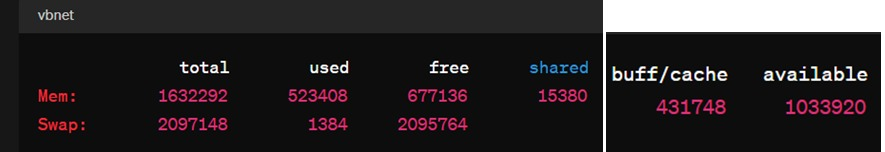 vbnet
total used free shared buff/cache available
Mem: 1632292 523408 677136 15380 431748 1033920
Swap: 2097148 1384 2095764